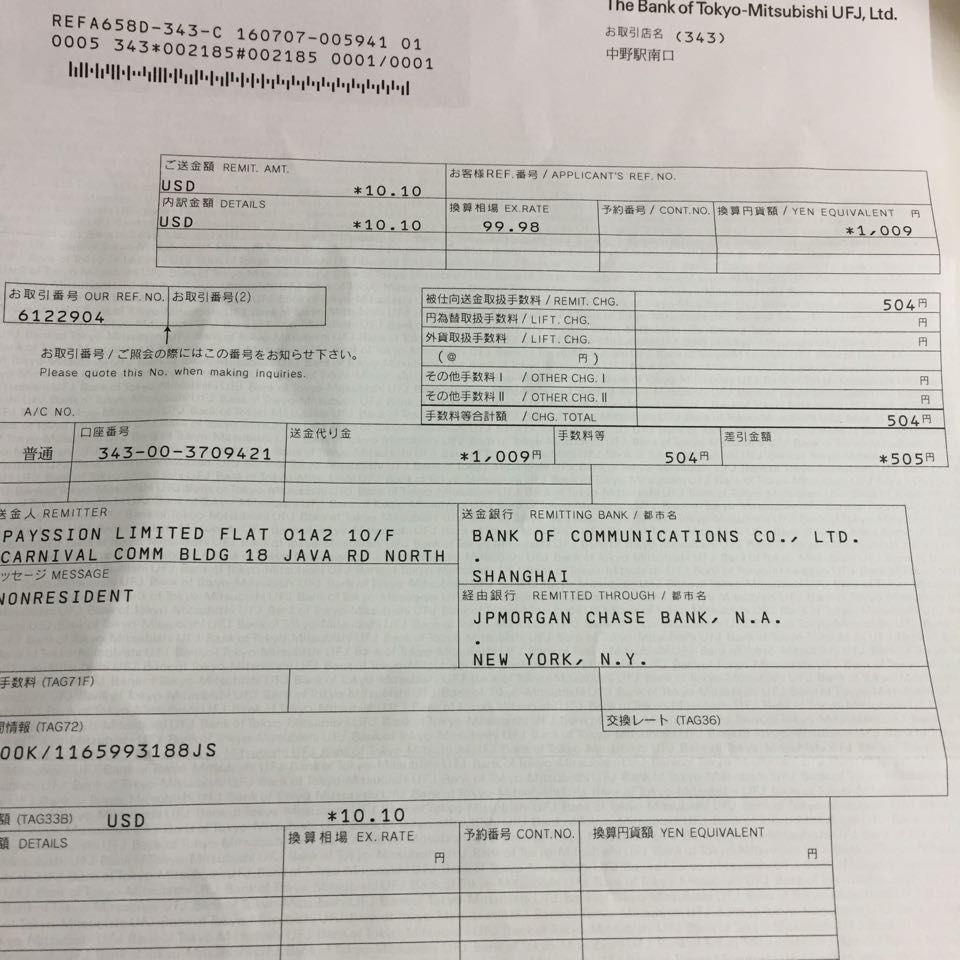 The Bank of Tokyo-Mitsubishi UFJ, Ltd.
REFA658D-343-C 160707-005941 01
0005 343*002185#002185 0001/0001
お取引店名 (343)
中野駅南口
ご送金額 REMIT. AMT.
USD *10.10
お客様REF.番号 / APPLICANT'S REF. NO.
内訳金額 DETAILS
USD *10.10
換算相場 EX.RATE
99.98
予約番号 / CONT.NO.
換算円貨額 / YEN EQUIVALENT 円
*1,009
お取引番号 OUR REF. NO.
6122904
お取引番号(2)
お取引番号/ご照会の際にはこの番号をお知らせ下さい。
Please quote this No. when making inquiries.
被仕向送金取扱手数料 / REMIT. CHG. 504円
円為替取扱手数料 / LIFT. CHG. 円
外貨取扱手数料 / LIFT. CHG. 円
(@ 円)
その他手数料Ⅰ / OTHER CHG. Ⅰ 円
その他手数料Ⅱ / OTHER CHG. Ⅱ 円
手数料等合計額 / CHG. TOTAL 504円
A/C NO.
普通
口座番号
343-00-3709421
送金代り金
*1,009円
手数料等
504円
差引金額
*505円
送金人 REMITTER
PAYSSION LIMITED FLAT 01A2 10/F
CARNIVAL COMM BLDG 18 JAVA RD NORTH
ッセージ MESSAGE
NONRESIDENT
送金銀行 REMITTING BANK / 都市名
BANK OF COMMUNICATIONS CO., LTD.
.
SHANGHAI
経由銀行 REMITTED THROUGH / 都市名
JPMORGAN CHASE BANK, N.A.
.
NEW YORK, N.Y.
手数料 (TAG71F)
情報 (TAG72)
OOK/1165993188JS
交換レート (TAG36)
額 (TAG33B) USD *10.10
額 DETAILS
換算相場 EX. RATE
円
予約番号 CONT.NO.
換算円貨額 YEN EQUIVALENT
円